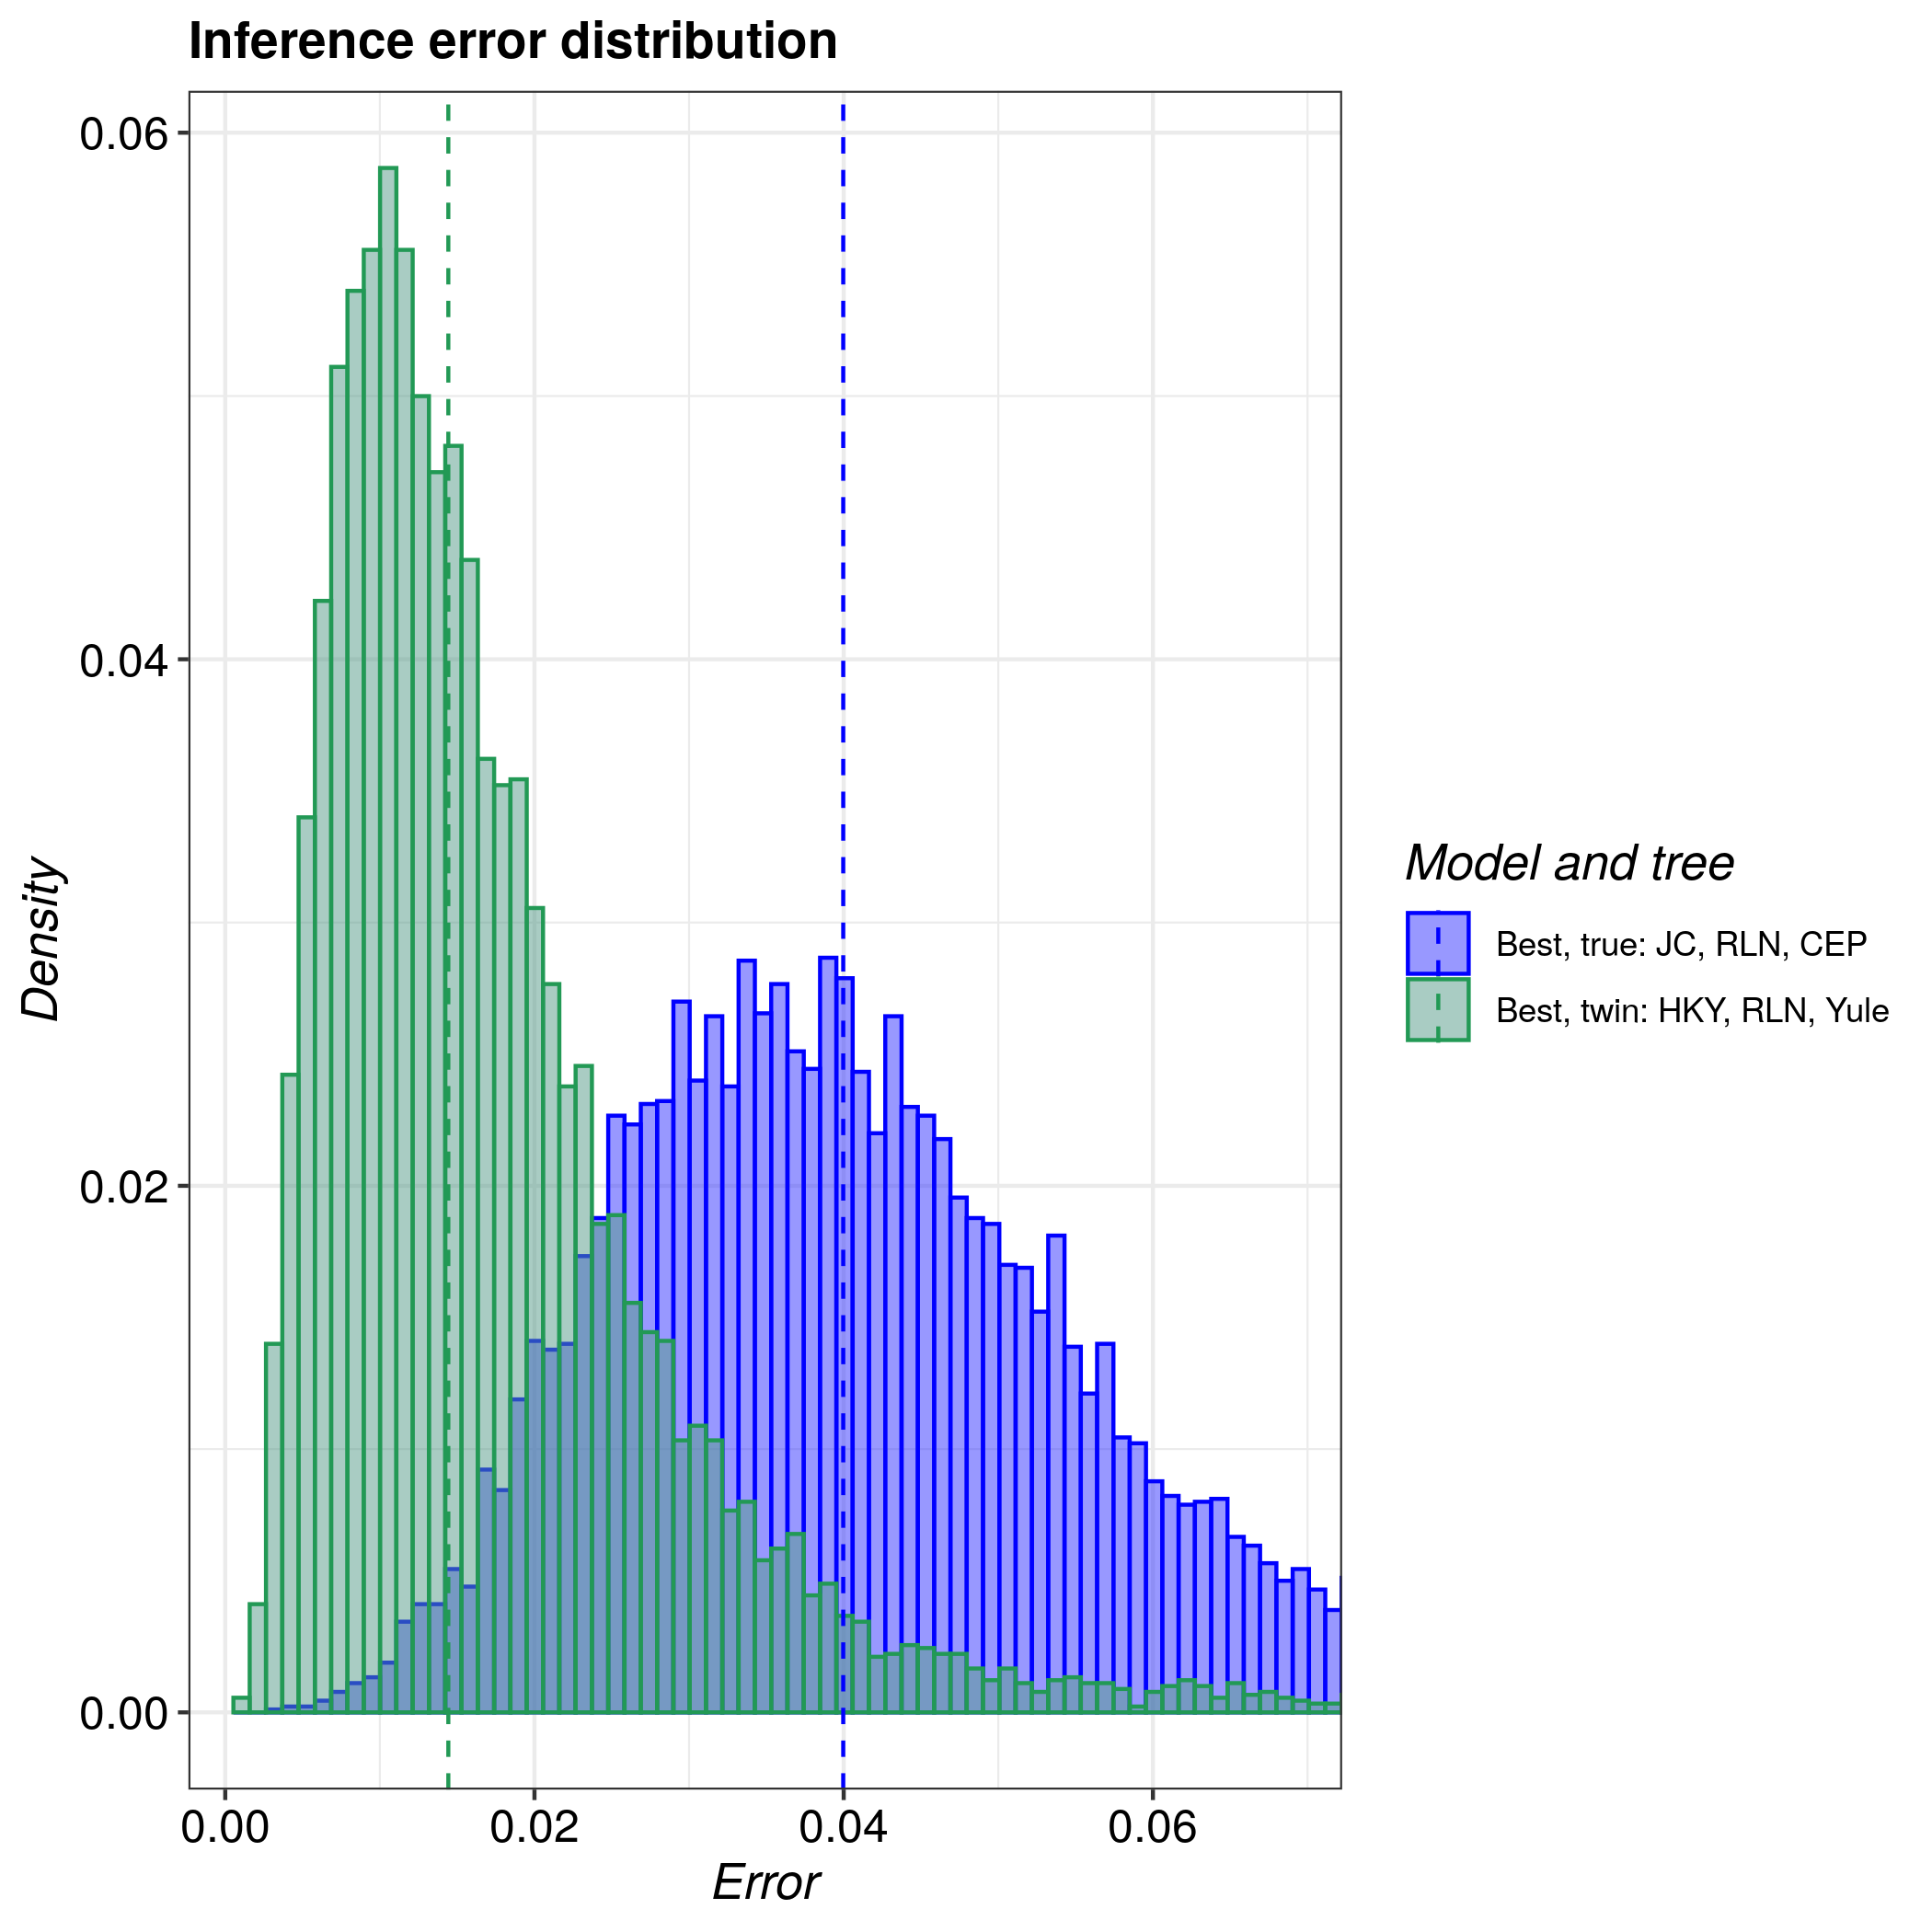 Inference error distribution
0.06
0.04
0.02
0.00
Density
0.00 0.02 0.04 0.06
Error
Model and tree
Best, true: JC, RLN, CEP
Best, twin: HKY, RLN, Yule